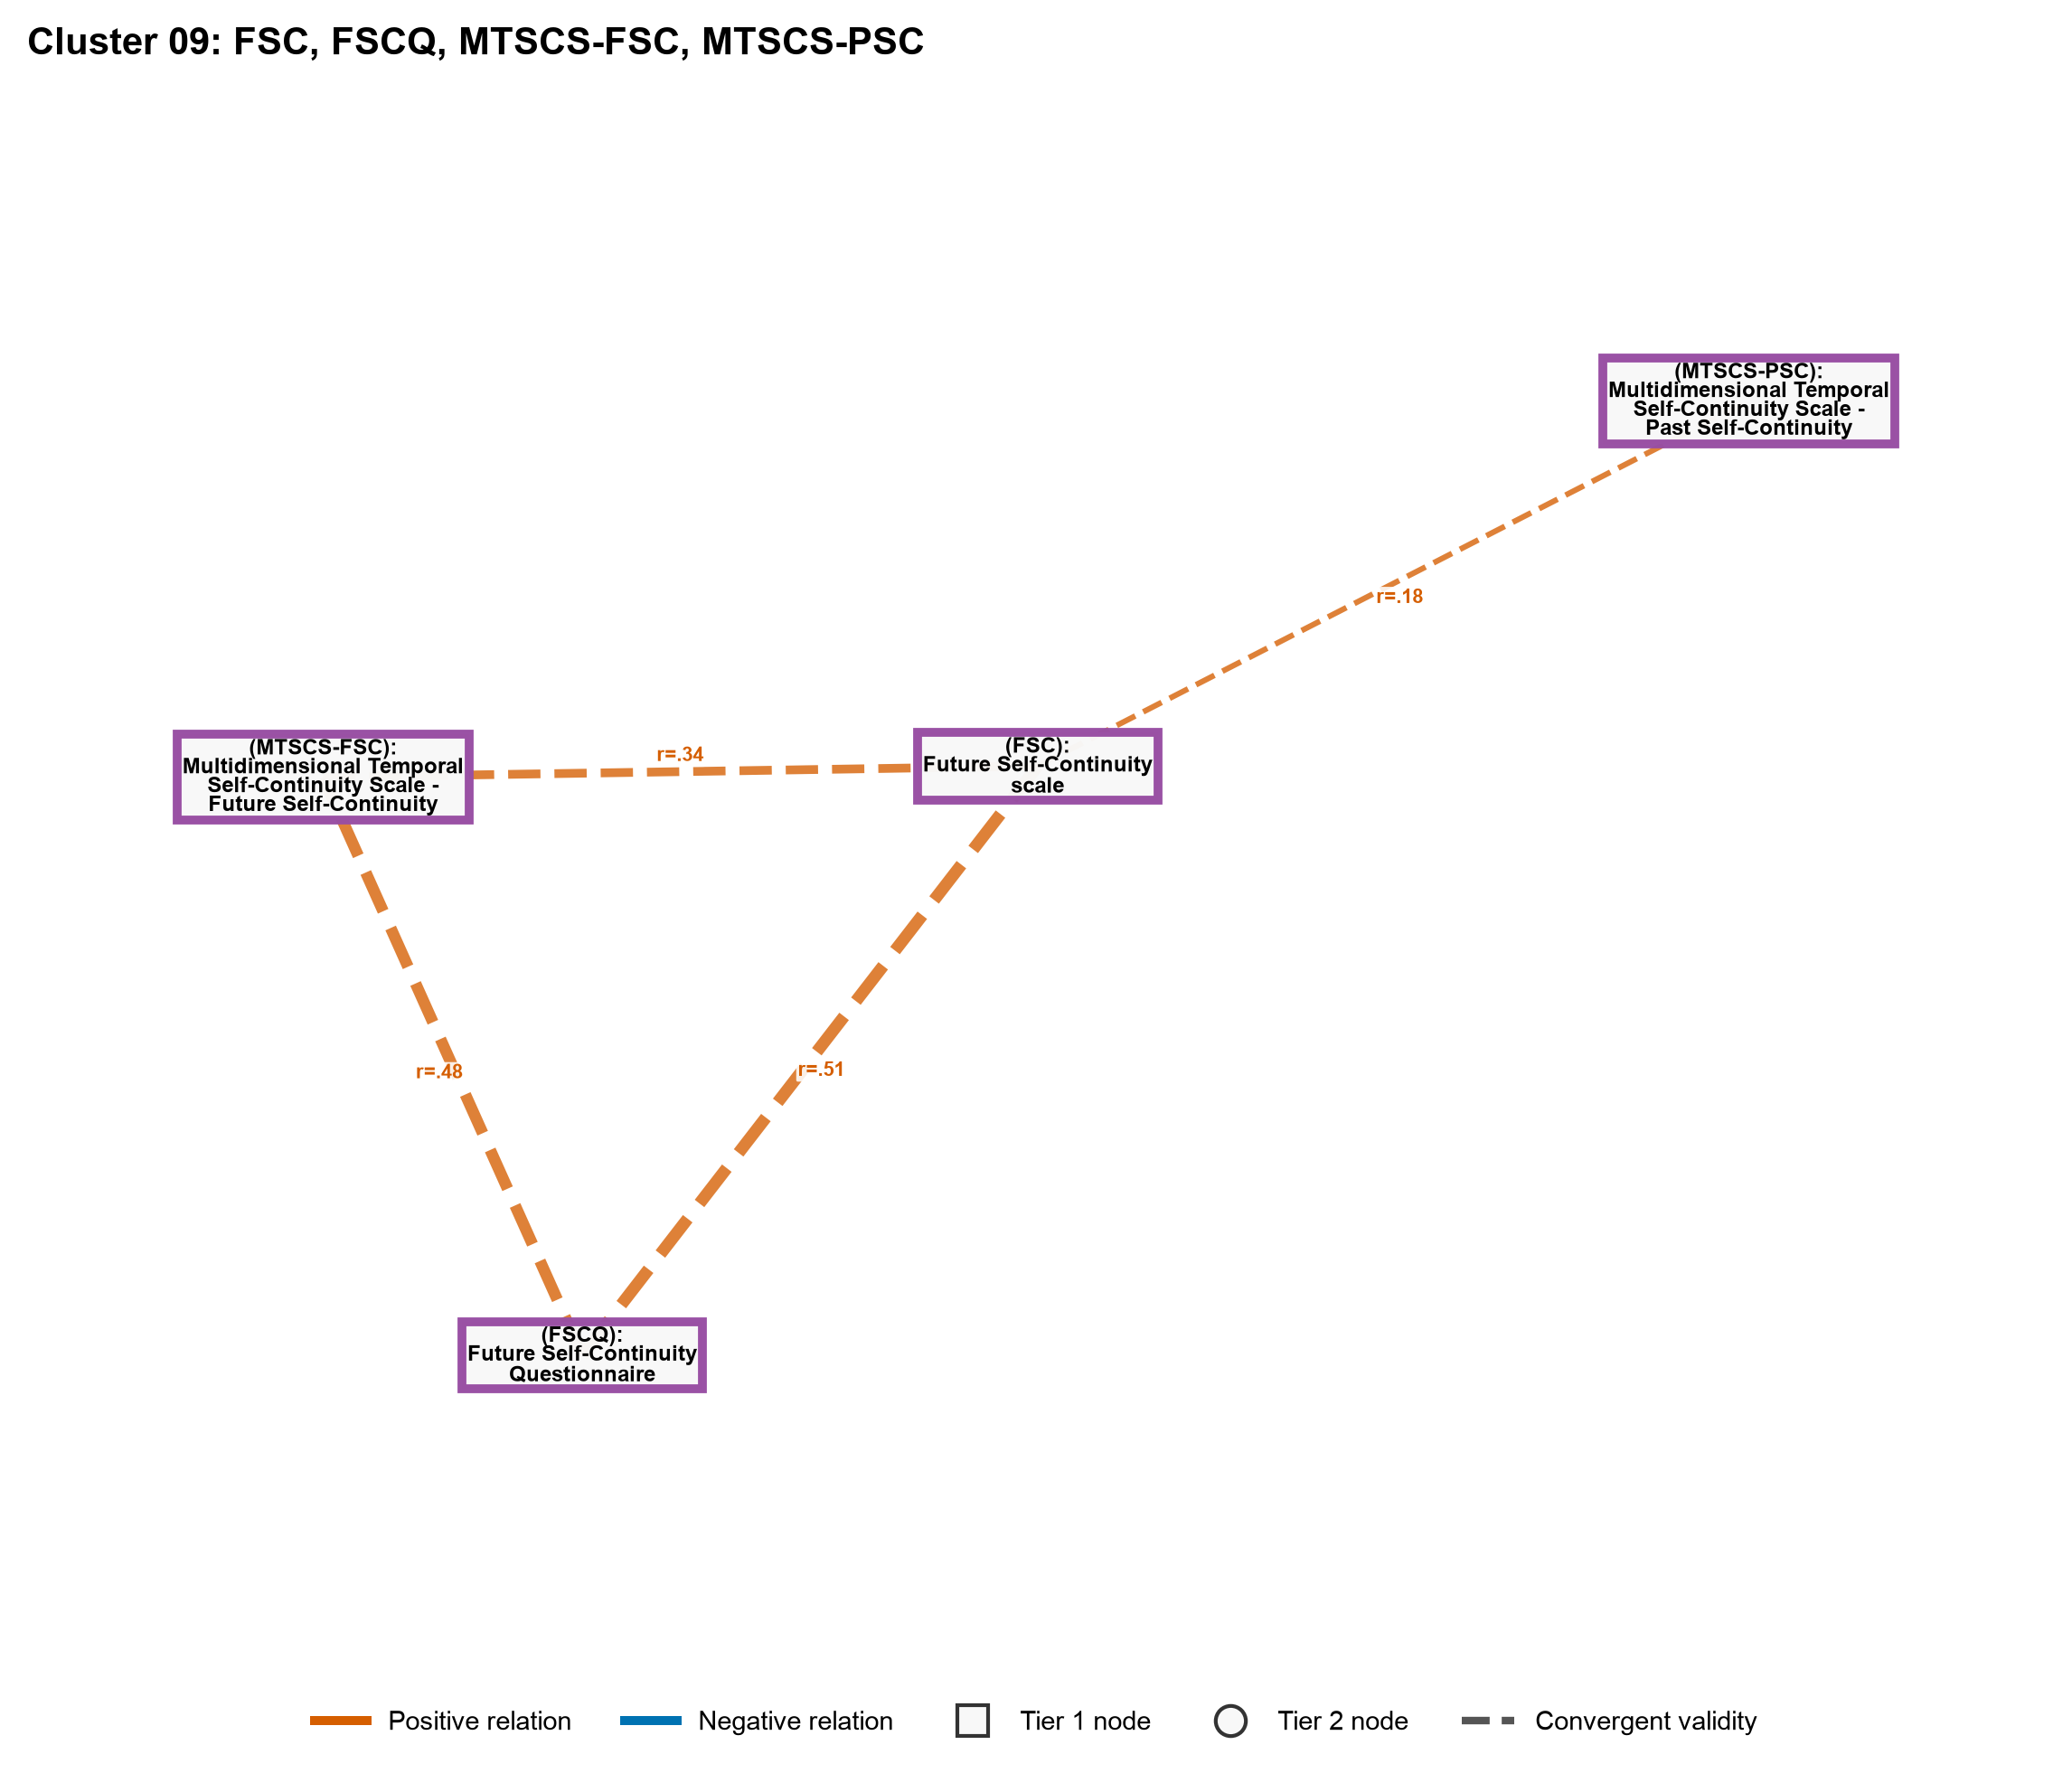 Cluster 09: FSC, FSCQ, MTSCS-FSC, MTSCS-PSC
(MTSCS-PSC):
Multidimensional Temporal
Self-Continuity Scale -
Past Self-Continuity
r=.18
(MTSCS-FSC):
Multidimensional Temporal
Self-Continuity Scale -
Future Self-Continuity
r=.34
(FSC):
Future Self-Continuity
scale
r=.48
r=.51
(FSCQ):
Future Self-Continuity
Questionnaire
Positive relation
Negative relation
Tier 1 node
Tier 2 node
Convergent validity